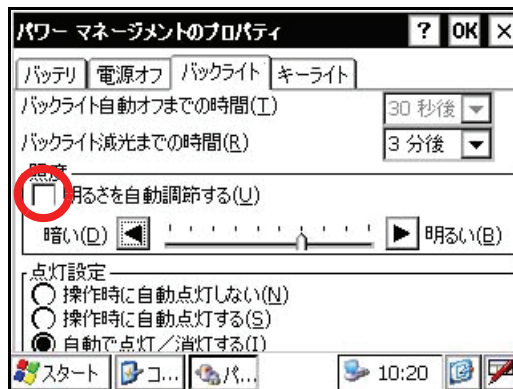 パワー マネージメントのプロパティ ? OK ×
バッテリ 電源オフ バックライト キーライト
バックライト自動オフまでの時間(T) 30 秒後
バックライト減光までの時間(R) 3 分後
照度
明るさを自動調節する(U)
暗い(D) 明るい(B)
点灯設定
操作時に自動点灯しない(N)
操作時に自動点灯する(S)
自動で点灯/消灯する(I)
スタート コ... パ... 10:20